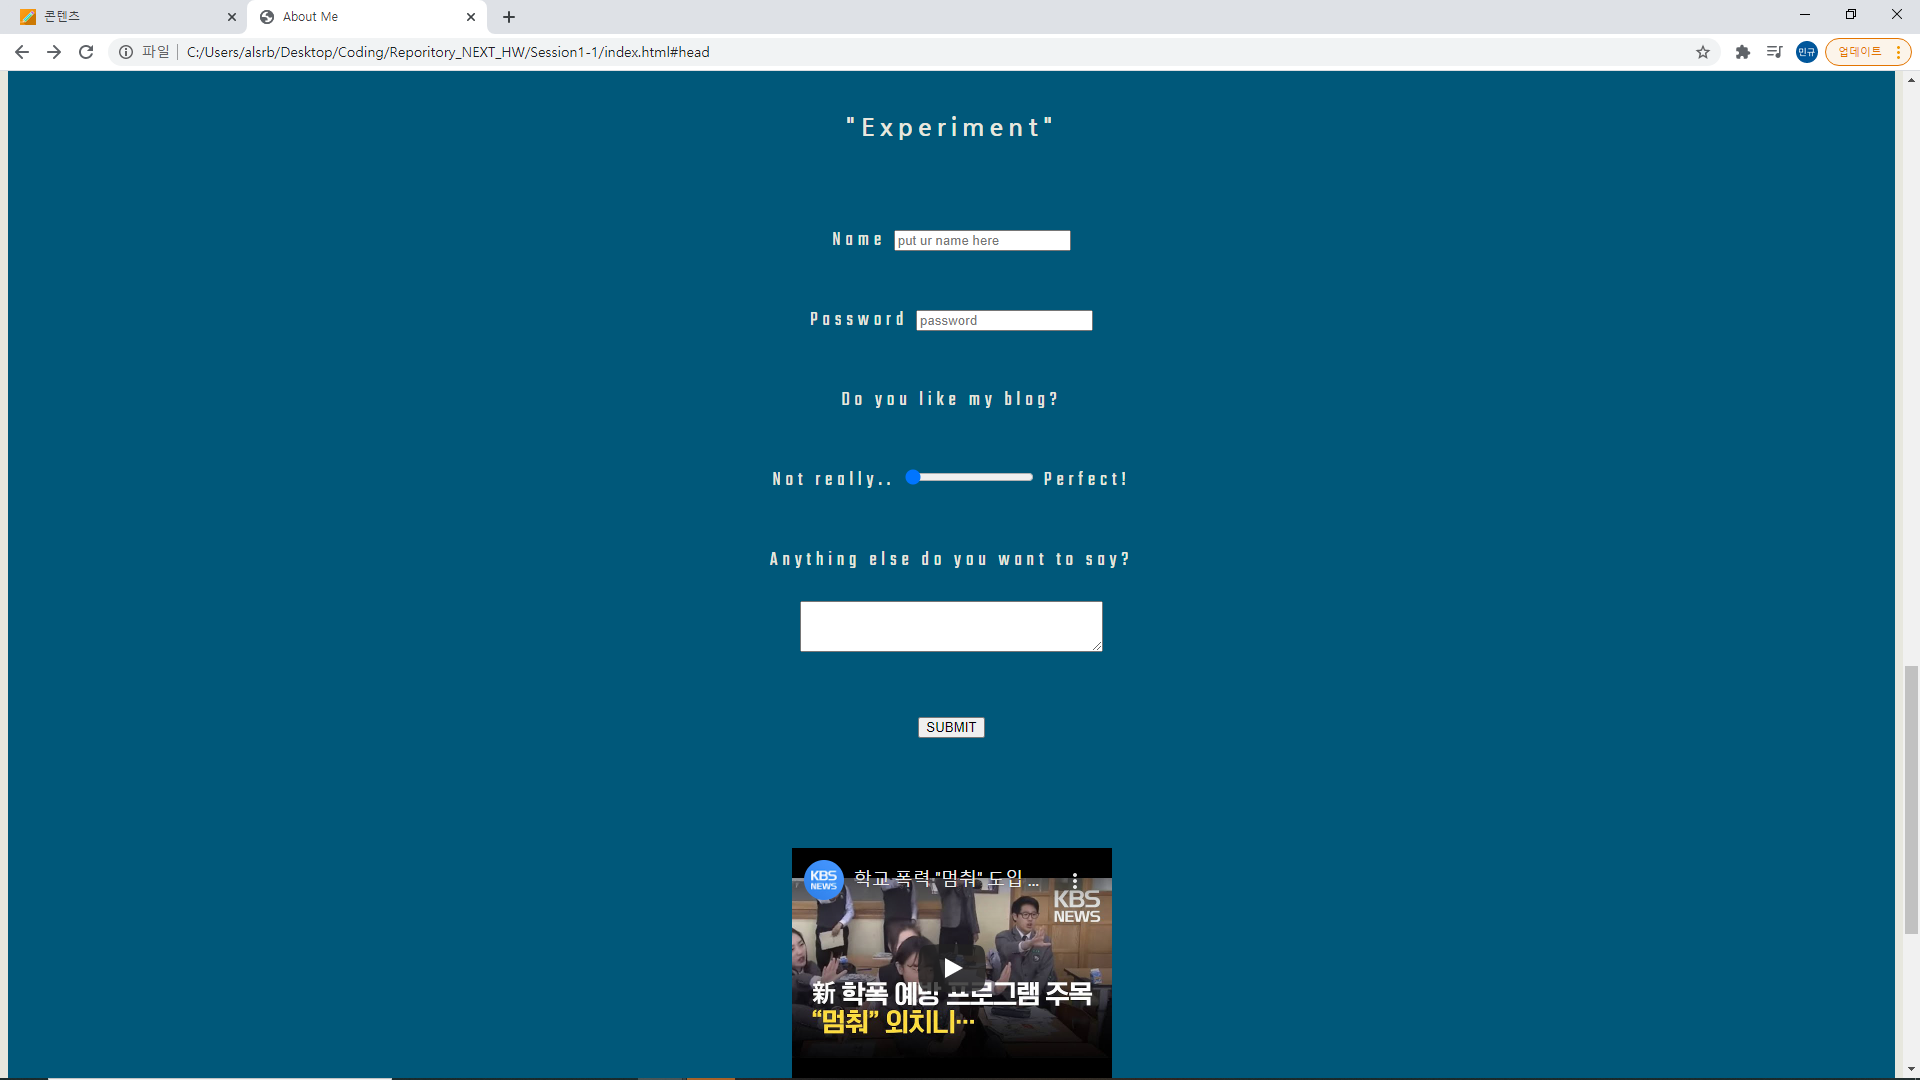 콘텐츠
About Me
파일 C:/Users/alsrb/Desktop/Coding/Reporitory_NEXT_HW/Session1-1/index.html#head
민규
업데이트
"Experiment"
Name put ur name here
Password password
Do you like my blog?
Not really.. Perfect!
Anything else do you want to say?
SUBMIT
KBS NEWS 학교 폭력 "멈춰" 도입 ...
KBS
NEWS
新 학폭 예방 프로그램 주목
“멈춰” 외치니…